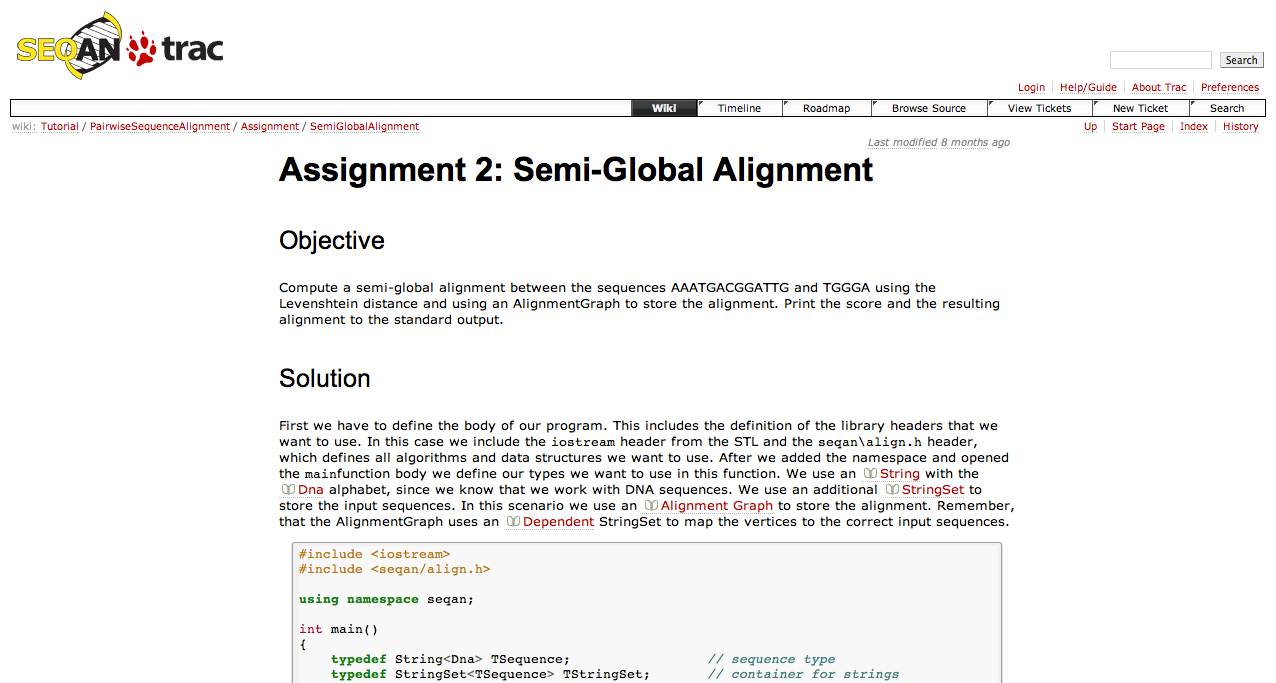 SEQAN trac
Search
Login Help/Guide About Trac Preferences
Wiki Timeline Roadmap Browse Source View Tickets New Ticket Search
wiki: Tutorial / PairwiseSequenceAlignment / Assignment / SemiGlobalAlignment Up Start Page Index History
Last modified 8 months ago
Assignment 2: Semi-Global Alignment
Objective
Compute a semi-global alignment between the sequences AAATGACGGATTG and TGGGA using the
Levenshtein distance and using an AlignmentGraph to store the alignment. Print the score and the resulting
alignment to the standard output.
Solution
First we have to define the body of our program. This includes the definition of the library headers that we
want to use. In this case we include the iostream header from the STL and the seqan\align.h header,
which defines all algorithms and data structures we want to use. After we added the namespace and opened
the mainfunction body we define our types we want to use in this function. We use an String with the
Dna alphabet, since we know that we work with DNA sequences. We use an additional StringSet to
store the input sequences. In this scenario we use an Alignment Graph to store the alignment. Remember,
that the AlignmentGraph uses an Dependent StringSet to map the vertices to the correct input sequences.
#include <iostream>
#include <seqan/align.h>
using namespace seqan;
int main()
{
typedef String<Dna> TSequence; // sequence type
typedef StringSet<TSequence> TStringSet; // container for strings